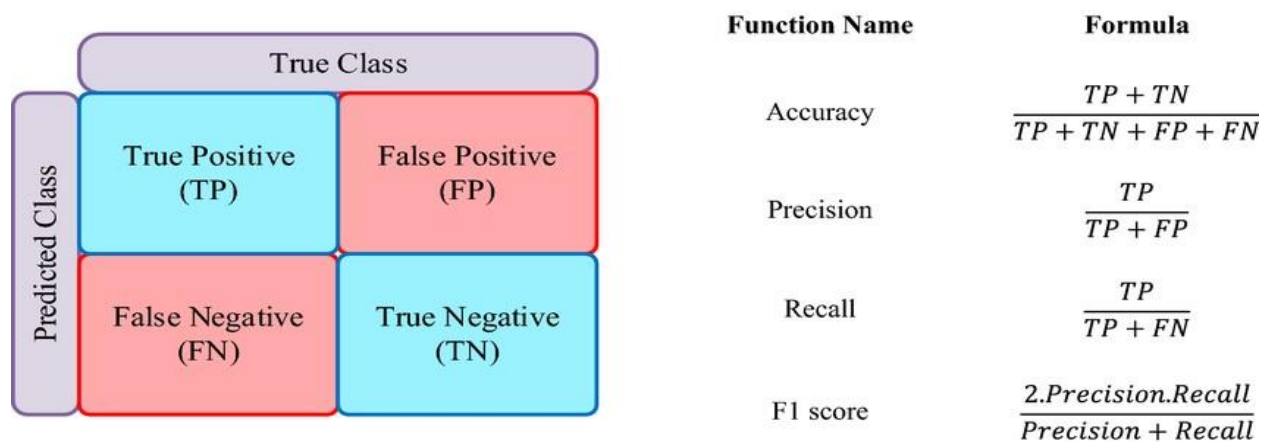 True Class
Predicted Class
True Positive
(TP)
False Positive
(FP)
False Negative
(FN)
True Negative
(TN)
Function Name Formula
Accuracy
TP + TN
TP + TN + FP + FN
Precision
TP
TP + FP
Recall
TP
TP + FN
F1 score
2.Precision.Recall
Precision + Recall